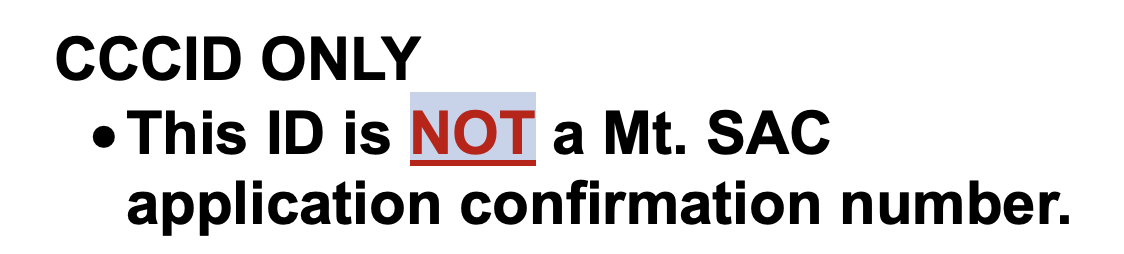 CCCID ONLY
• This ID is NOT a Mt. SAC
application confirmation number.